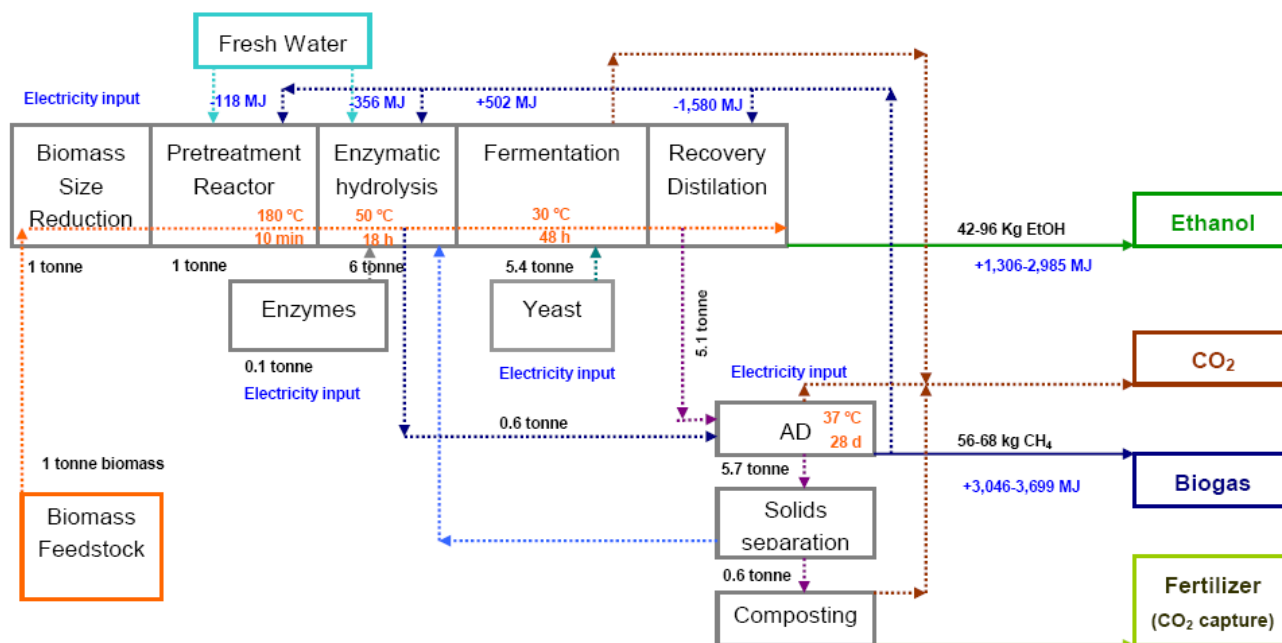 Fresh Water
Electricity input
-118 MJ
-356 MJ
+502 MJ
-1,580 MJ
Biomass
Size
Reduction
Pretreatment
Reactor
180 ºC
10 min
Enzymatic
hydrolysis
50 ºC
18 h
Fermentation
30 ºC
48 h
Recovery
Distilation
42-96 Kg EtOH
+1,306-2,985 MJ
Ethanol
1 tonne
1 tonne
6 tonne
5.4 tonne
Enzymes
Yeast
5.1 tonne
0.1 tonne
Electricity input
Electricity input
Electricity input
CO₂
0.6 tonne
AD
37 ºC
28 d
56-68 kg CH₄
+3,046-3,699 MJ
Biogas
1 tonne biomass
5.7 tonne
Biomass
Feedstock
Solids
separation
0.6 tonne
Composting
Fertilizer
(CO₂ capture)